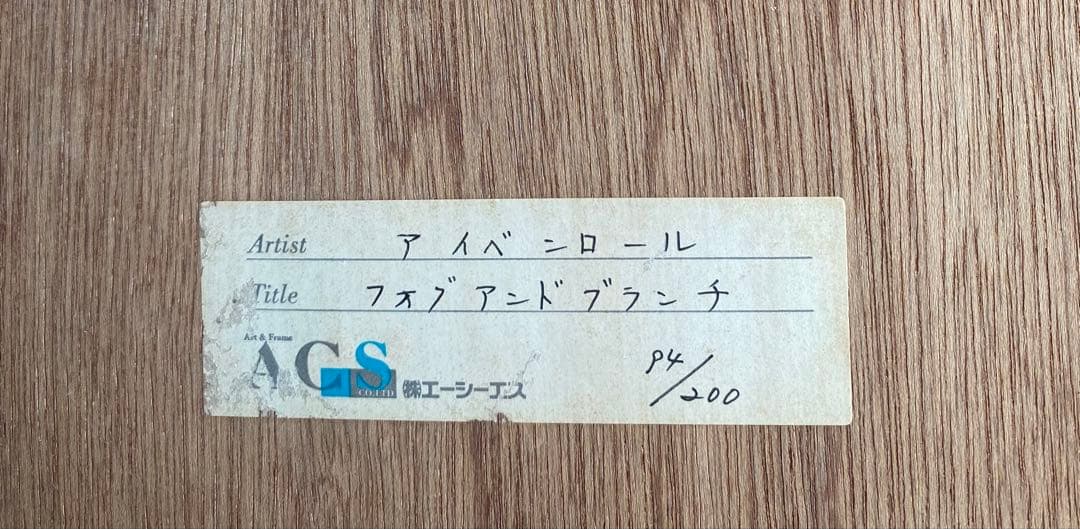 Artist アイベンロール
Title フォグアンドブランチ
Art & Frame
ACS
CO.LTD
㈱エーシーエス
94/200